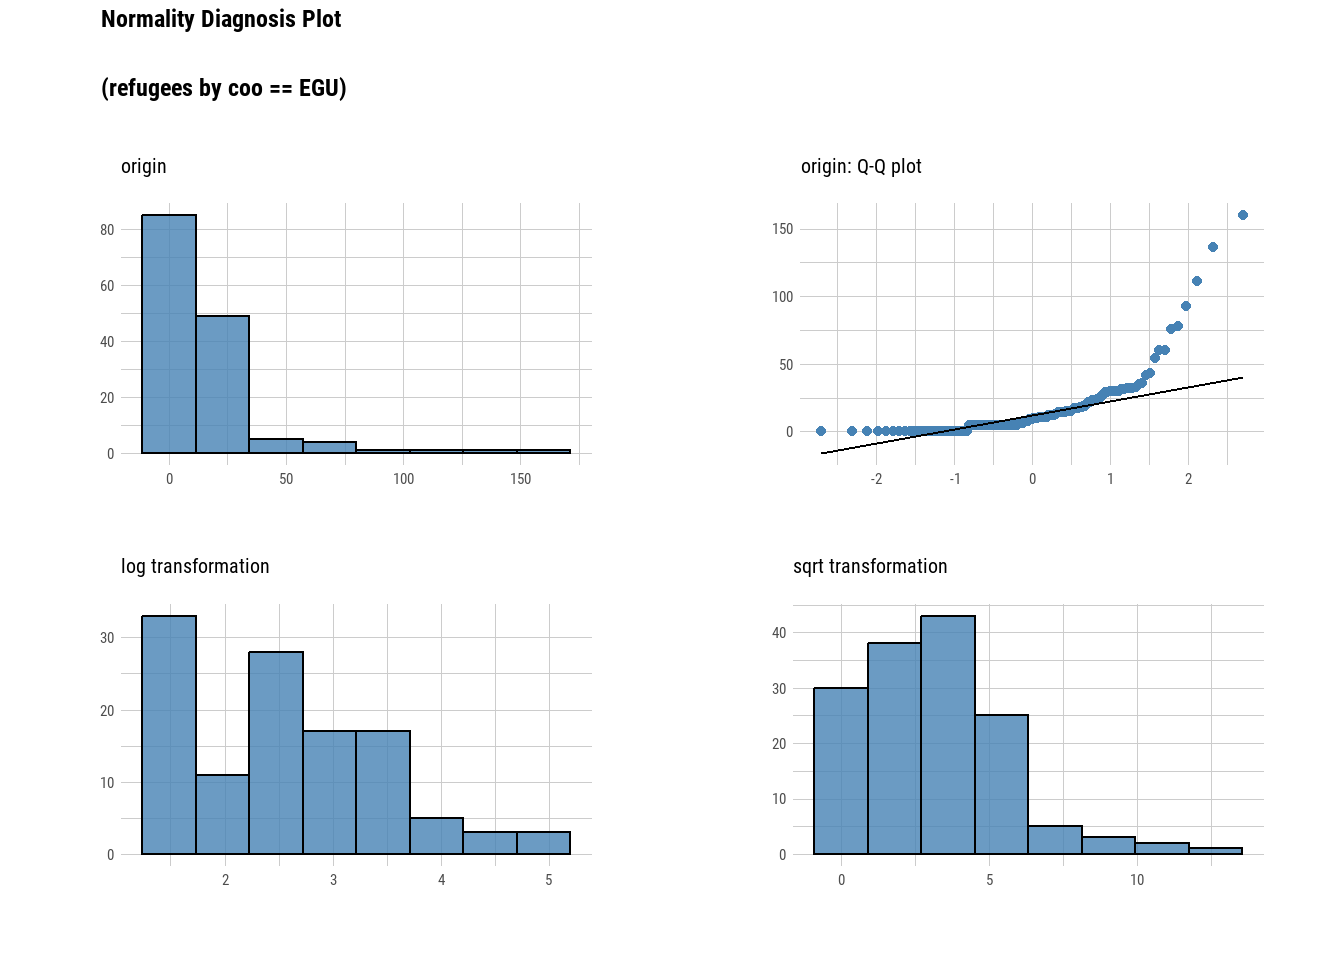 Normality Diagnosis Plot
(refugees by coo == EGU)
origin
80
60
40
20
0
0 50 100 150
origin: Q-Q plot
150
100
50
0
-2 -1 0 1 2
log transformation
30
20
10
0
2 3 4 5
sqrt transformation
40
30
20
10
0
0 5 10